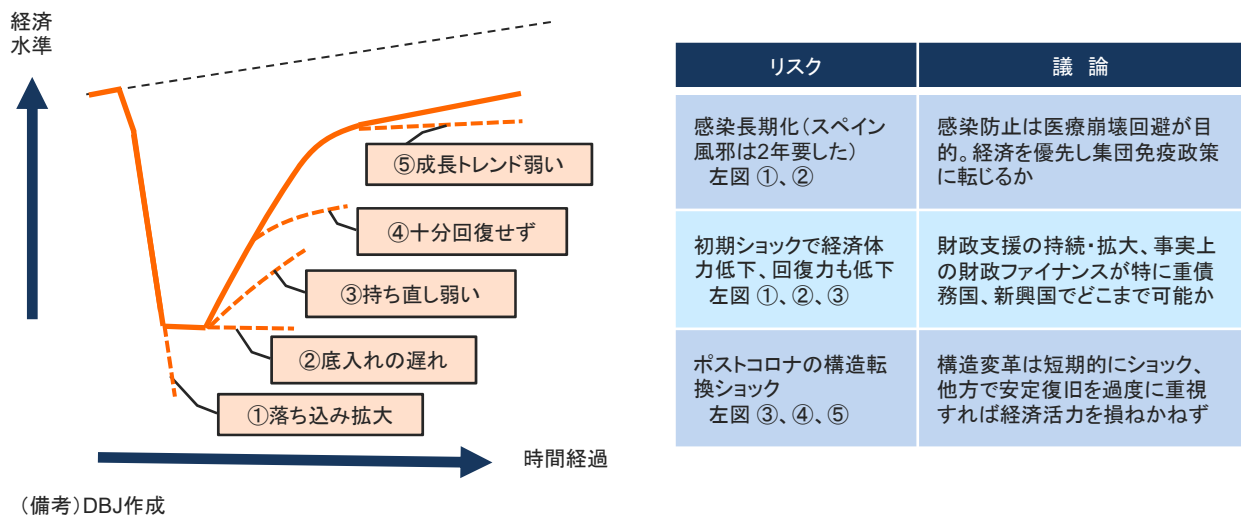 経済
水準
⑤成長トレンド弱い
④十分回復せず
③持ち直し弱い
②底入れの遅れ
①落ち込み拡大
時間経過
（備考）DBJ作成
リスク
議 論
感染長期化（スペイン
風邪は2年要した）
左図 ①、②
感染防止は医療崩壊回避が目
的。経済を優先し集団免疫政策
に転じるか
初期ショックで経済体
力低下、回復力も低下
左図 ①、②、③
財政支援の持続・拡大、事実上
の財政ファイナンスが特に重債
務国、新興国でどこまで可能か
ポストコロナの構造転
換ショック
左図 ③、④、⑤
構造変革は短期的にショック、
他方で安定復旧を過度に重視
すれば経済活力を損ねかねず